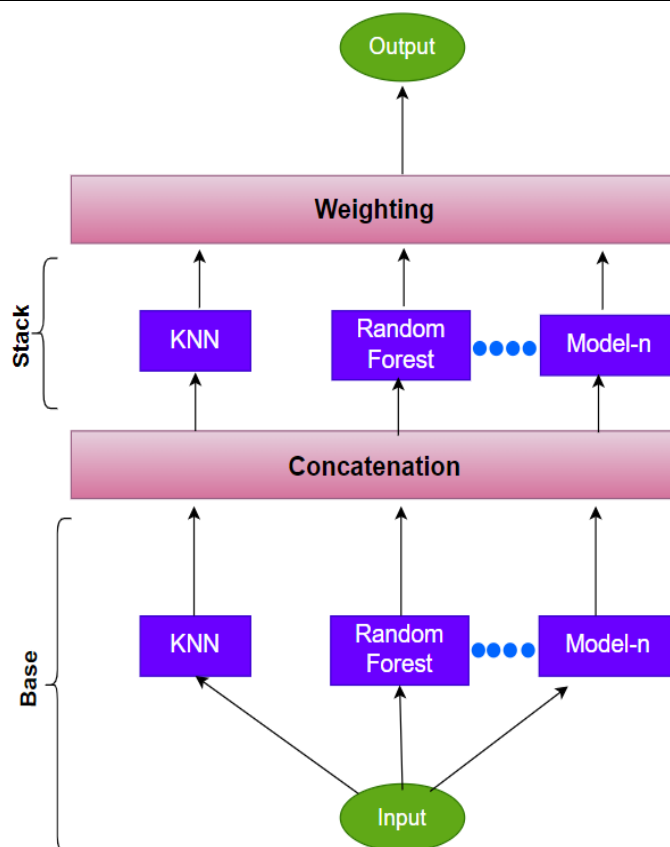 Output
Weighting
Stack
KNN
Random
Forest
Model-n
Concatenation
Base
KNN
Random
Forest
Model-n
Input